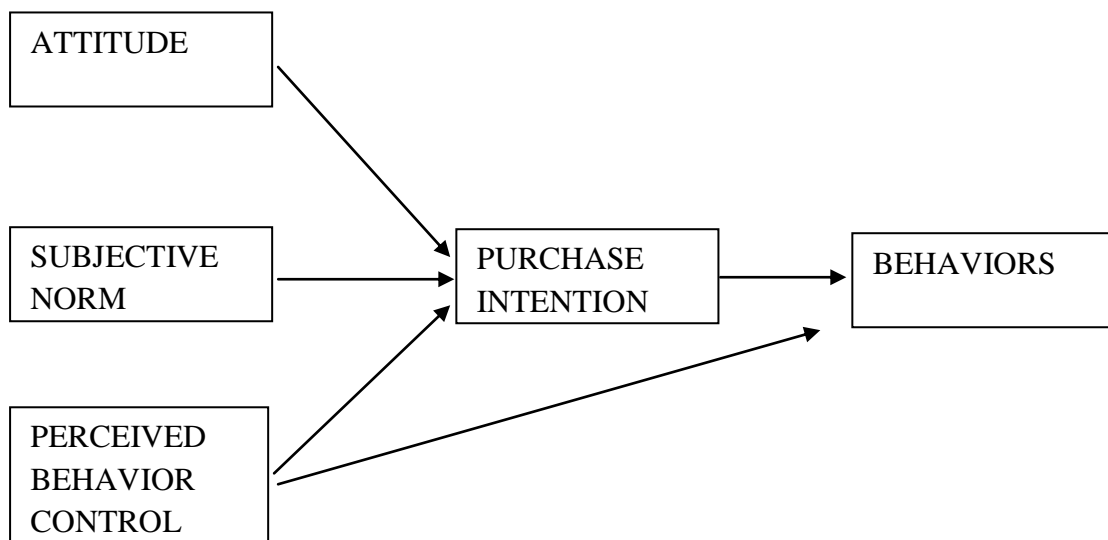 ATTITUDE
SUBJECTIVE
NORM
PURCHASE
INTENTION
BEHAVIORS
PERCEIVED
BEHAVIOR
CONTROL